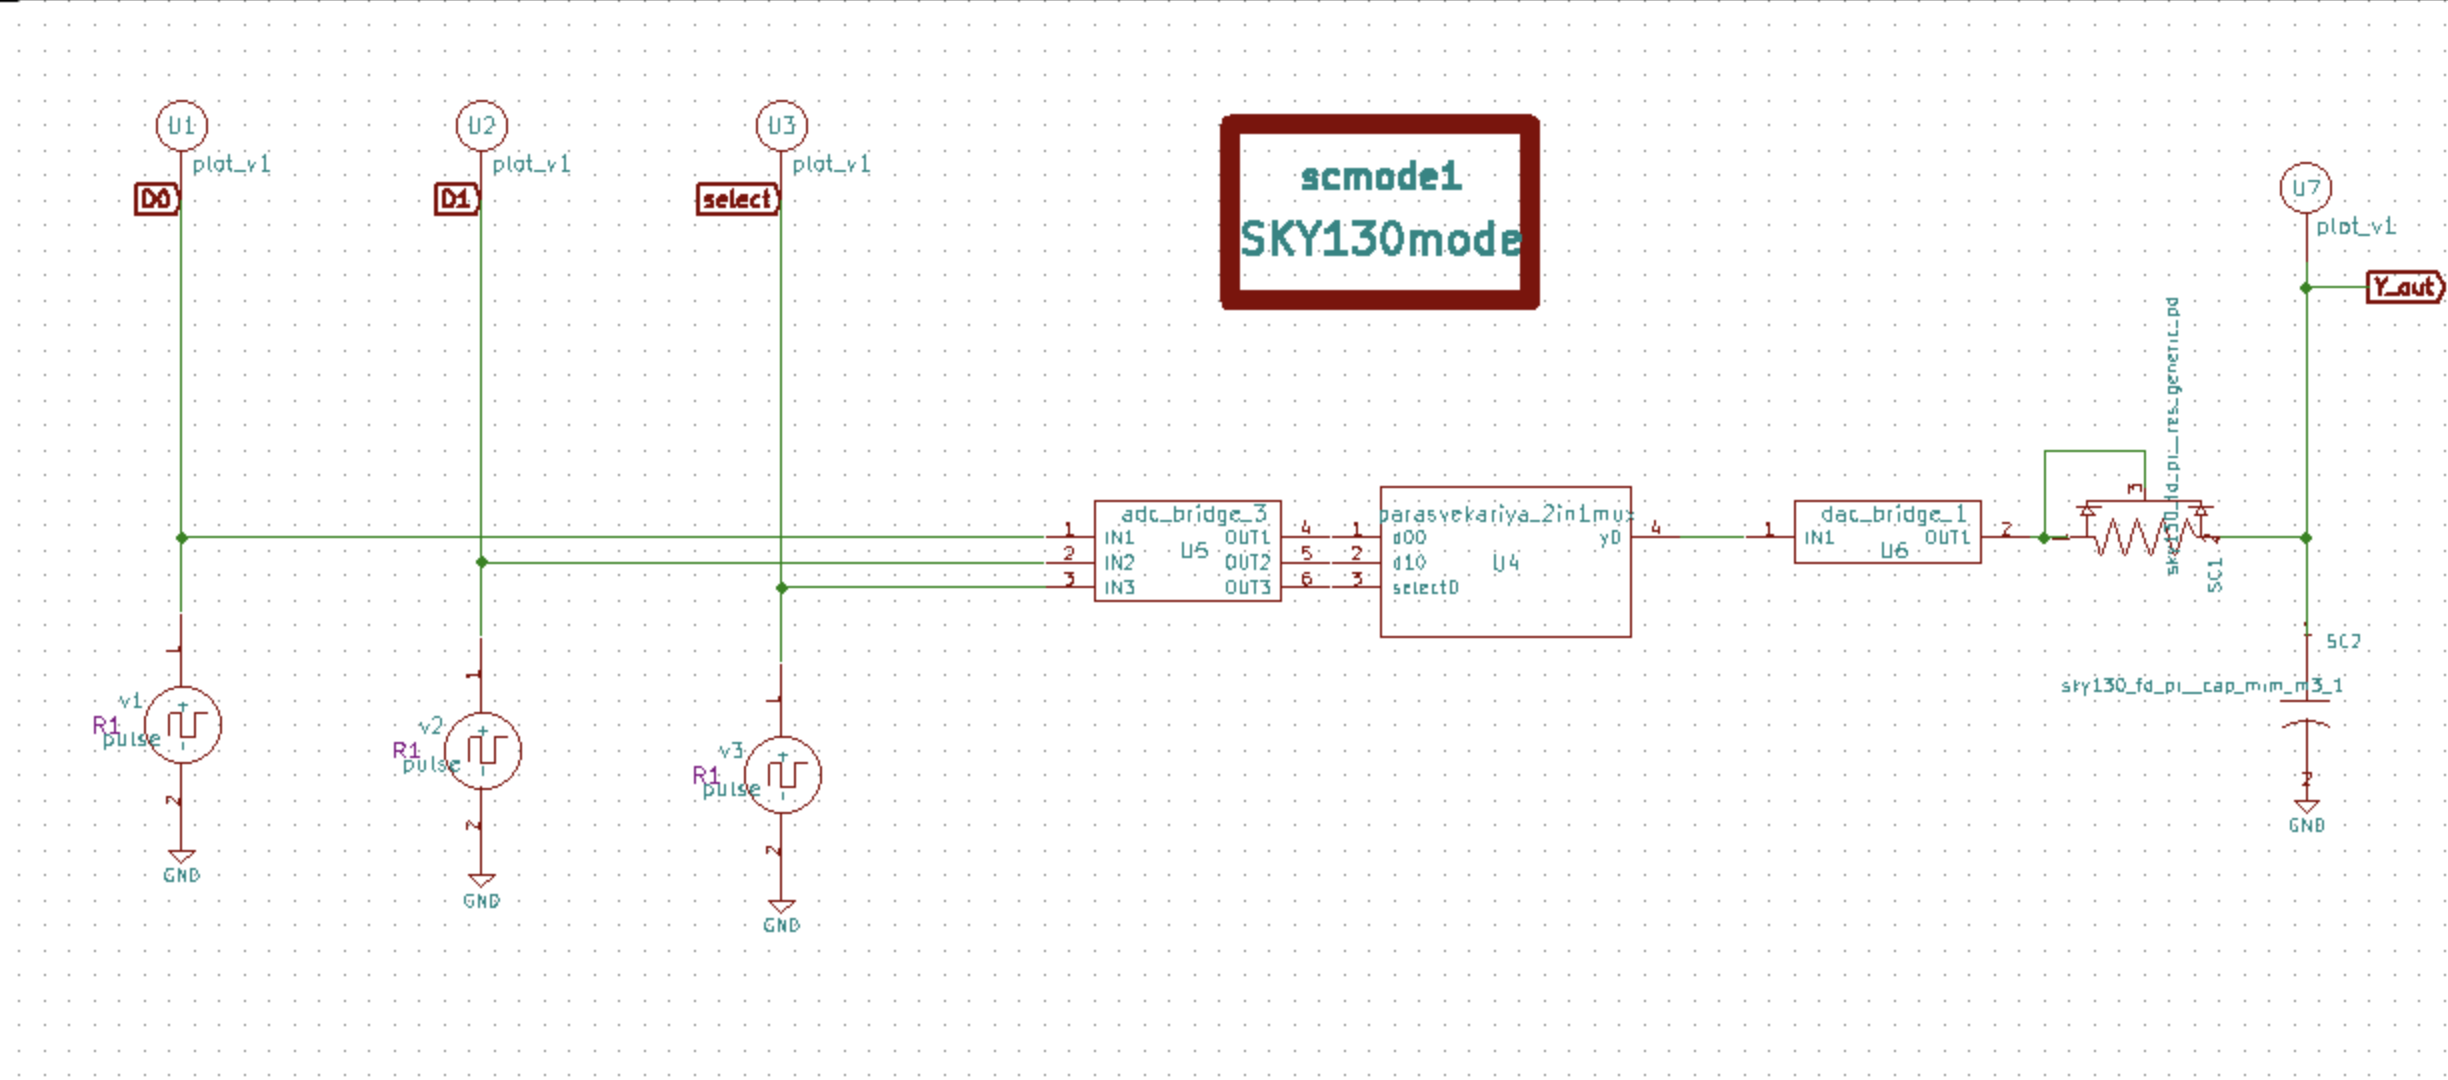 U1
plot_v1
D0
U2
plot_v1
D1
U3
plot_v1
select
scmode1
SKY130mode
U7
plot_v1
Y_out
1 IN1
2 IN2
3 IN3
adc_bridge_3
U5
OUT1 4
OUT2 5
OUT3 6
parasvekariya_2in1mux
1 d00
2 d10
3 select0
U4
y0 4
dac_bridge_1
1 IN1
U6
OUT1 2
3
sky130_fd_pr__res_generic_pd
SC1
SC2
sky130_fd_pr__cap_mim_m3_1
2
GND
1
v1
R1
pulse
2
GND
1
v2
R1
pulse
2
GND
1
v3
R1
pulse
2
GND